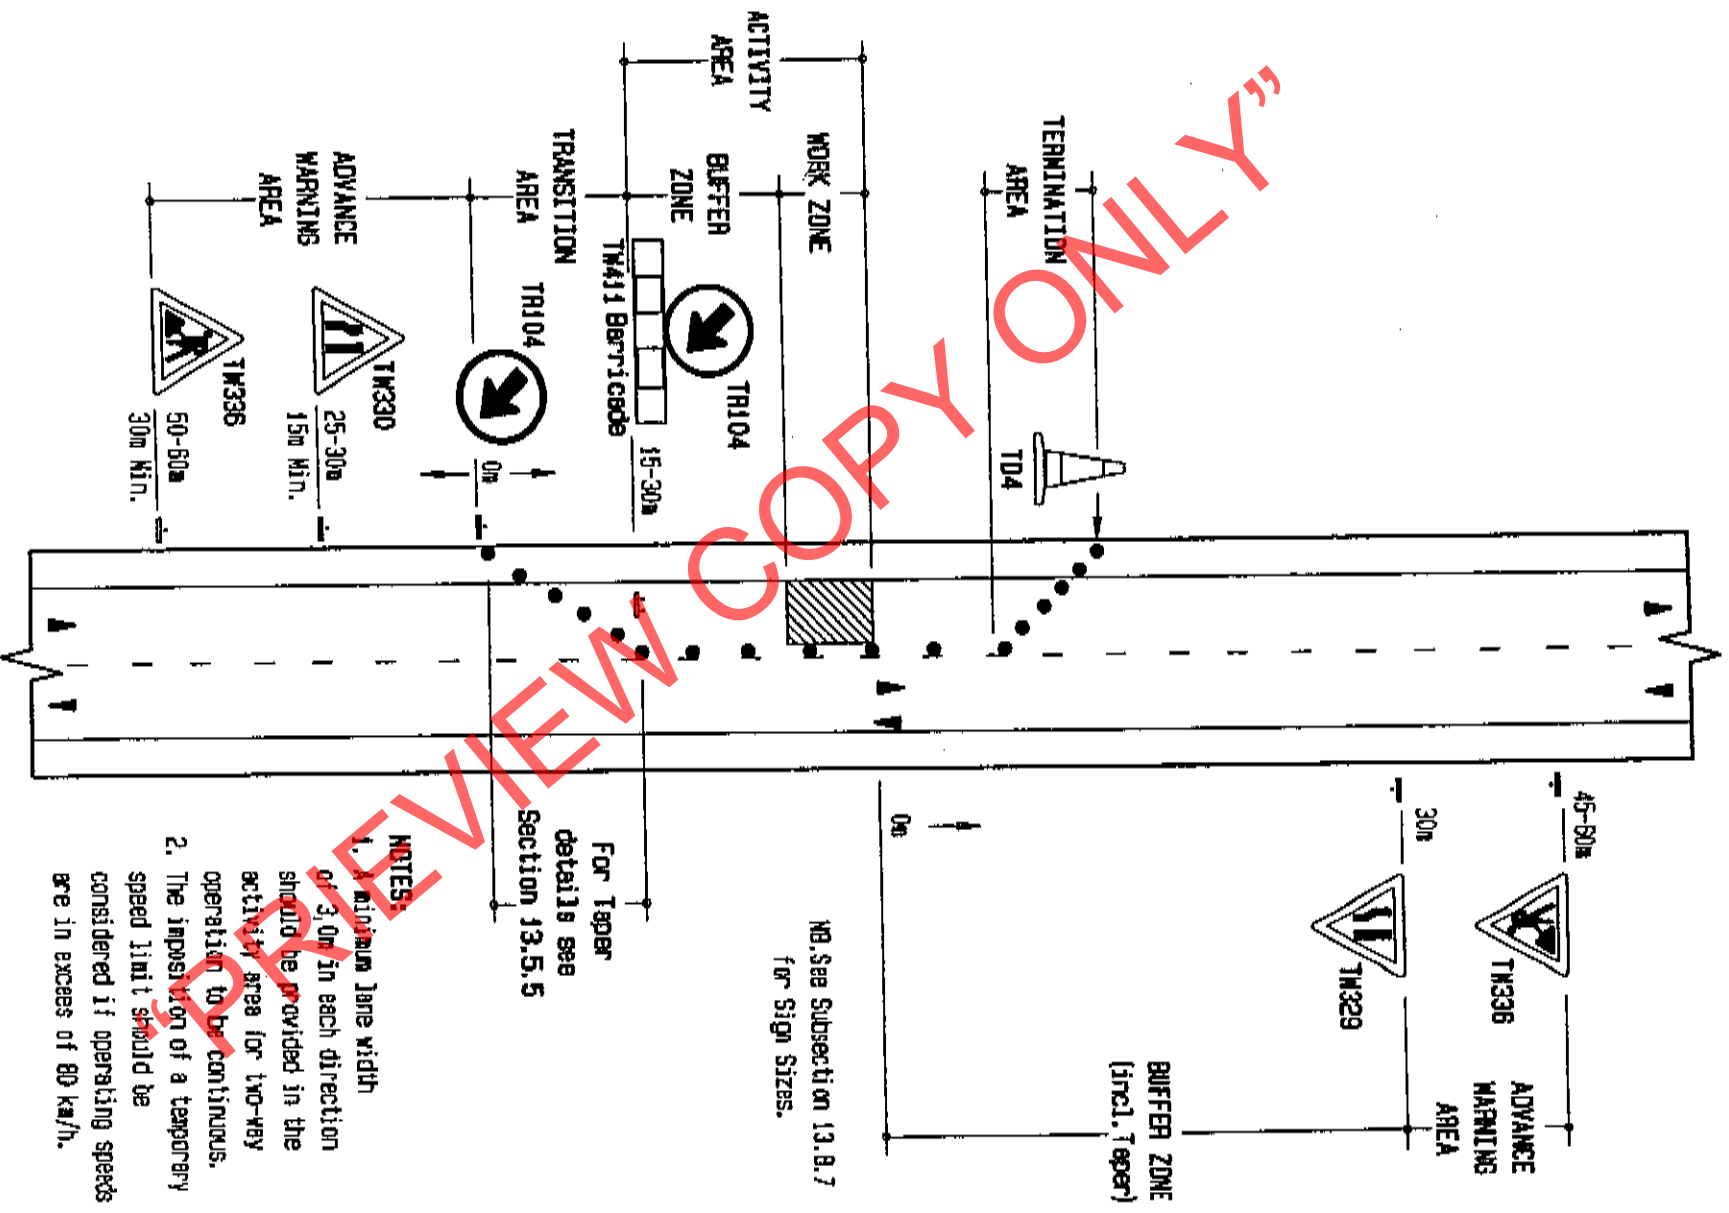 ACTIVITY
AREA
WORK ZONE
BUFFER
ZONE
TRANSITION
AREA
ADVANCE
WARNING
AREA
TERMINATION
AREA
TD4
TR104
TW411 Barricade
15-30m
TR104
0m
TW330
25-30m
15m Min.
TW336
50-60m
30m Min.
45-60m
TW336
30m
TW329
ADVANCE
WARNING
AREA
BUFFER ZONE
(incl. Taper)
0m
NB. See Subsection 13.8.7
for Sign Sizes.
For Taper
details see
Section 13.5.5
NOTES:
1. A minimum lane width
of 3,0m in each direction
should be provided in the
activity area for two-way
operation to be continuous.
2. The imposition of a temporary
speed limit should be
considered if operating speeds
are in excess of 80 km/h.
“PREVIEW COPY ONLY”